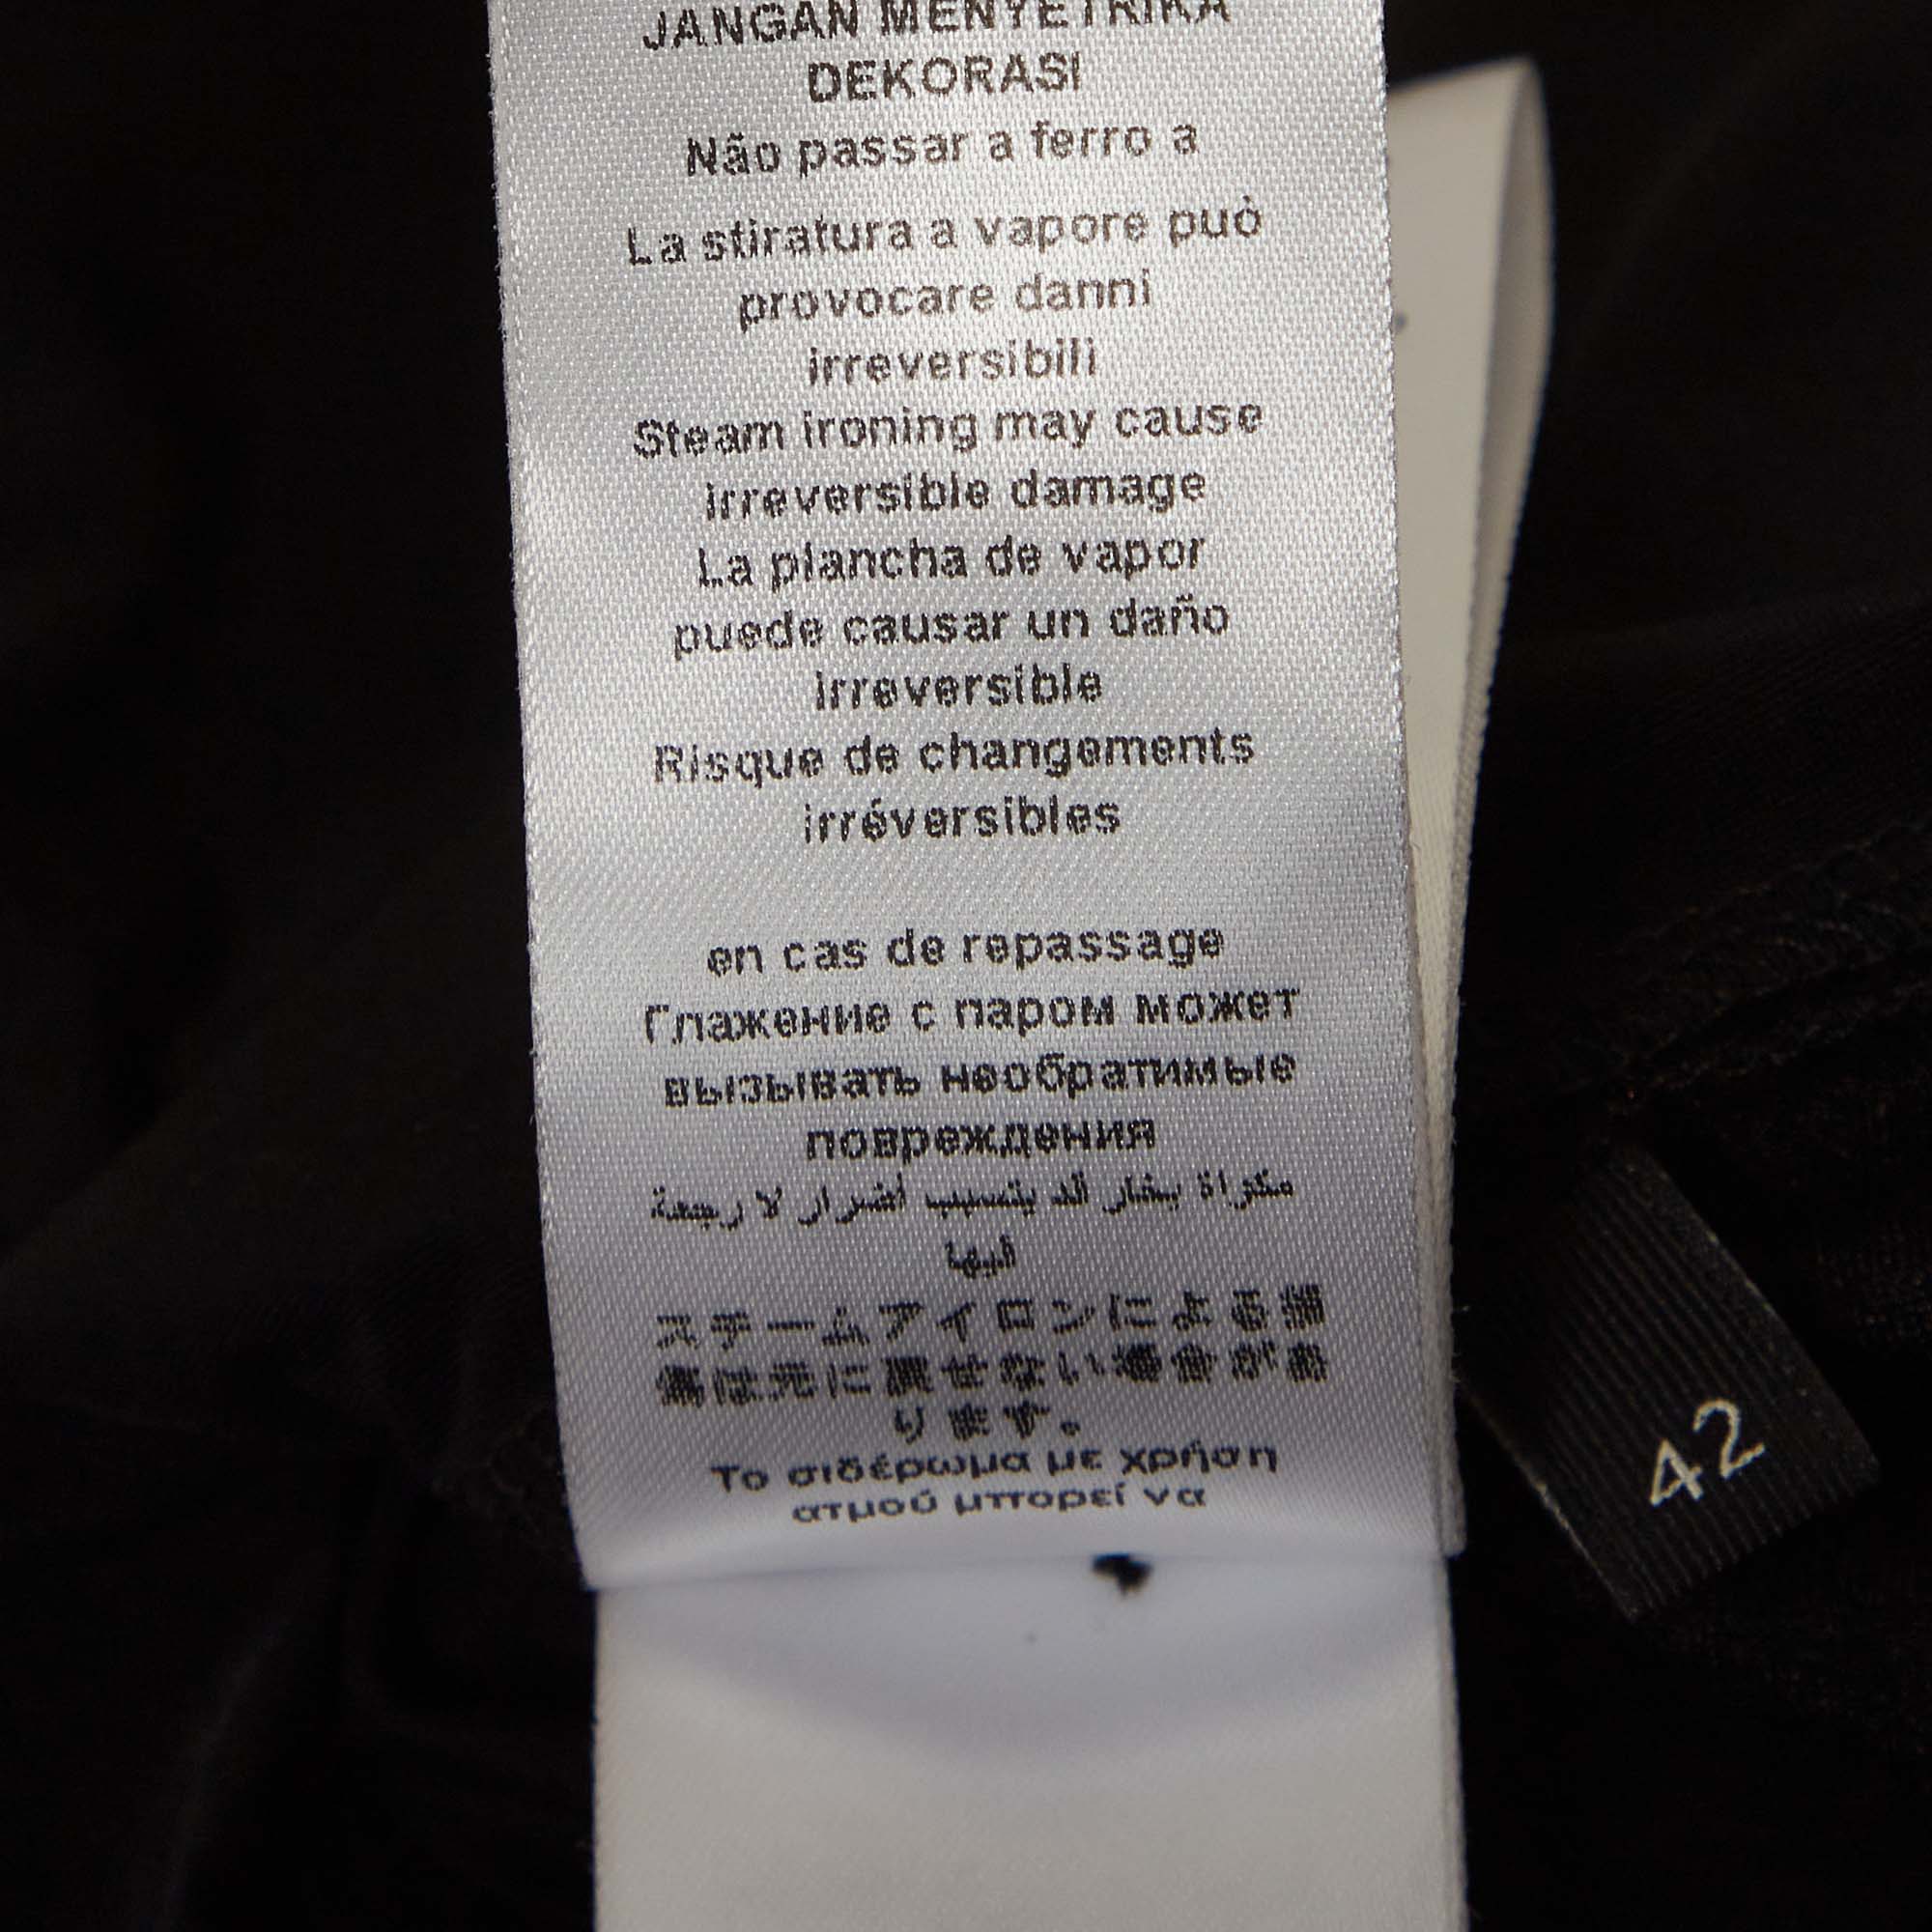 JANGAN MENYETRIKA
DEKORASI
Não passar a ferro a
La stiratura a vapore può
provocare danni
irreversibili
Steam ironing may cause
irreversible damage
La plancha de vapor
puede causar un daño
irreversible
Risque de changements
irréversibles
en cas de repassage
Глажение с паром может
вызывать необратимые
повреждения
مكواة بخار قد يتسبب أضرار لا رجعة
فيها
スチームアイロンによる損
傷は元に戻せない場合があ
ります。
Το σιδέρωμα με χρήση
ατμού μπορεί να
42